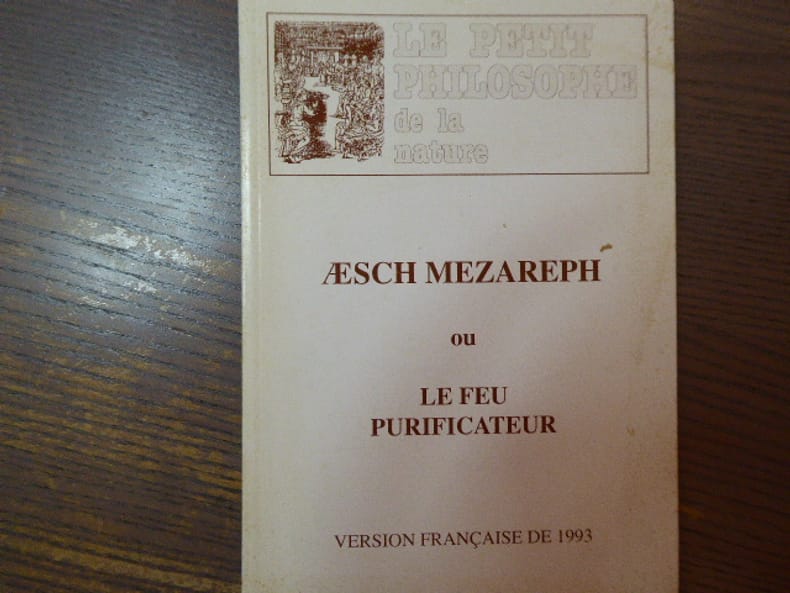 LE PETIT
PHILOSOPHE
de la
nature
ÆSCH MEZAREPH
ou
LE FEU
PURIFICATEUR
VERSION FRANÇAISE DE 1993